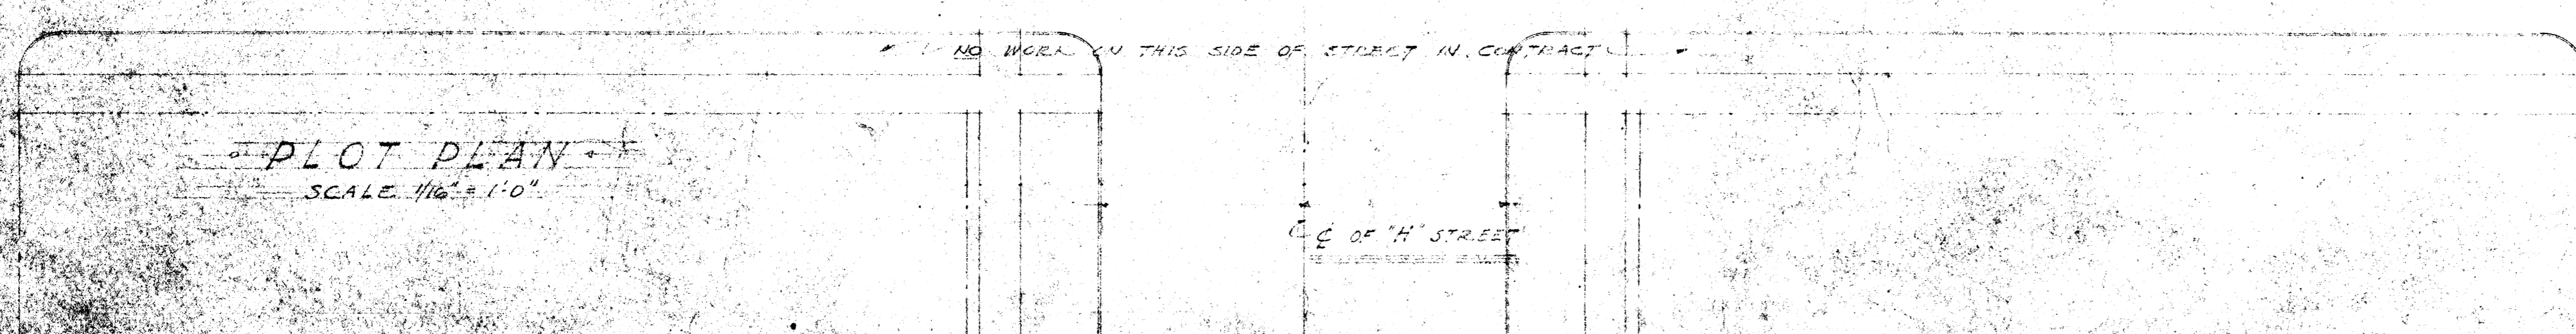 NO WORK ON THIS SIDE OF STREET IN CONTRACT
PLOT PLAN
SCALE 1/16" = 1'-0"
℄ OF "H" STREET